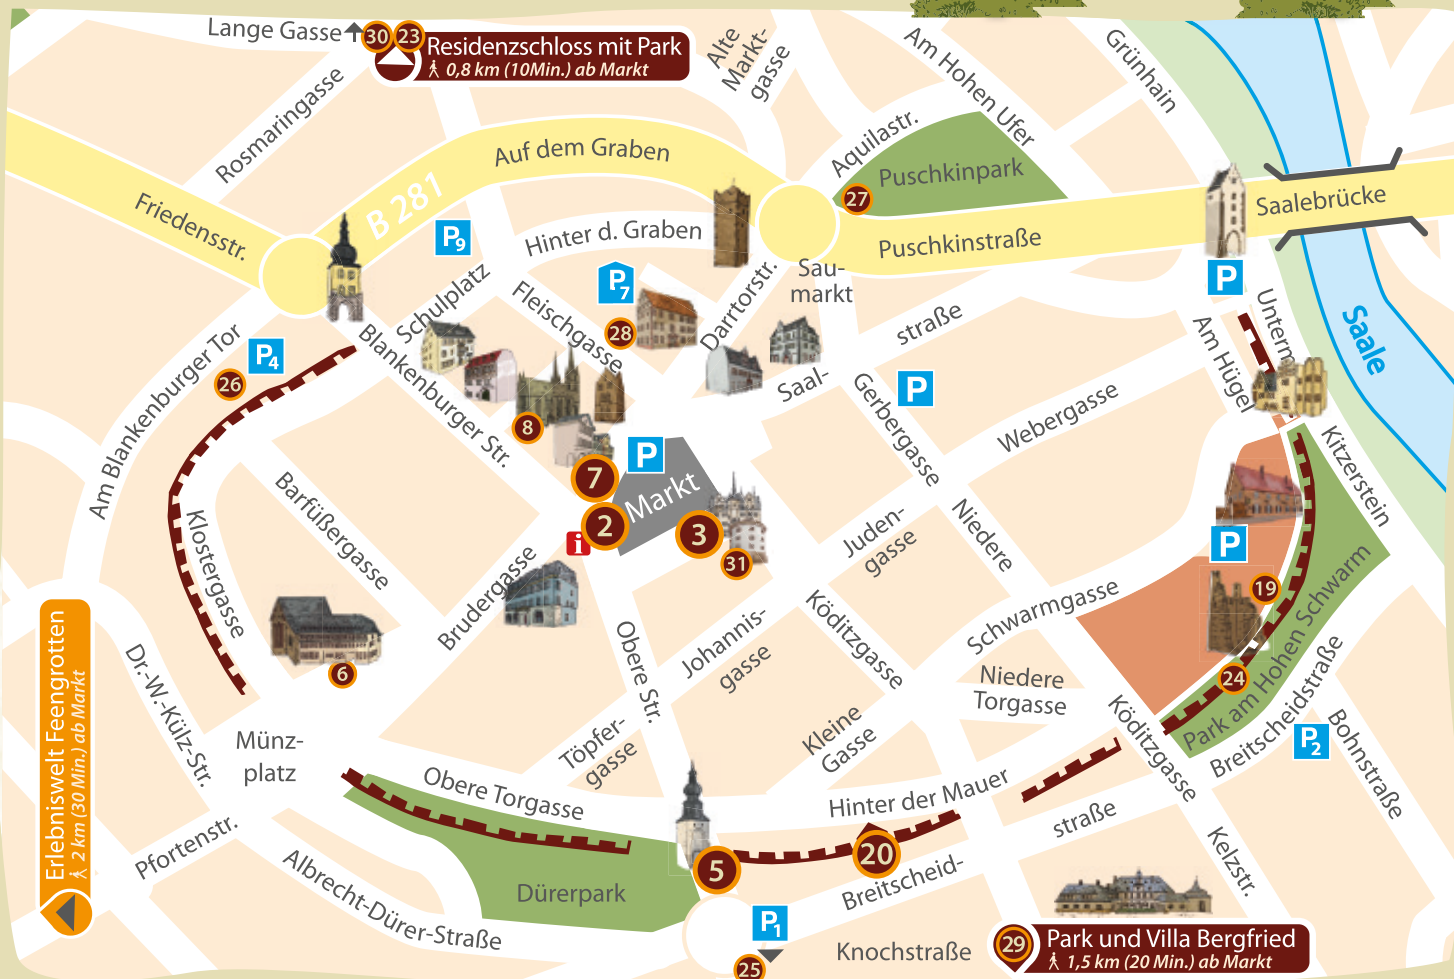 Lange Gasse
30
23
Residenzschloss mit Park
0,8 km (10Min.) ab Markt
Alte
Markt-
gasse
Am Hohen Ufer
Grünhain
Rosmaringasse
Auf dem Graben
Aquilastr.
Puschkinpark
27
B 281
Friedensstr.
P9
Hinter d. Graben
Puschkinstraße
Saalebrücke
Sau-
markt
P
P7
Schulplatz
Fleischgasse
28
Darrtorstr.
straße
Saal-
Am Hügel
Unterm
Saale
P4
26
Am Blankenburger Tor
Blankenburger Str.
8
P
Gerbergasse
Webergasse
Kitzerstein
P
7
Markt
2
3
31
i
Barfüßergasse
Klostergasse
Brudergasse
Juden-
gasse
Niedere
P
19
Schwarmgasse
Köditzgasse
Johannis-
gasse
Obere Str.
6
Niedere
Torgasse
24
Park am Hohen Schwarm
Breitscheidstraße
Erlebniswelt Feengrotten
2 km (30 Min.) ab Markt
Dr.-W.-Külz-Str.
Münz-
platz
Töpfer-
gasse
Kleine
Gasse
Köditzgasse
P2
Bohnstraße
Obere Torgasse
Hinter der Mauer
straße
Pfortenstr.
Albrecht-Dürer-Straße
Dürerpark
5
20
Breitscheid-
Kelzstr.
P1
25
Knochstraße
29
Park und Villa Bergfried
1,5 km (20 Min.) ab Markt